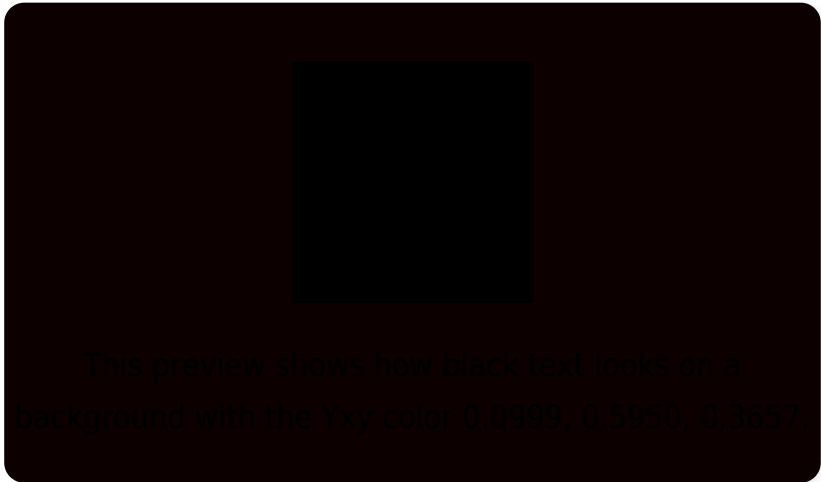 This preview shows how black text looks on a
background with the Yxy color 0.0999, 0.5950, 0.3657.